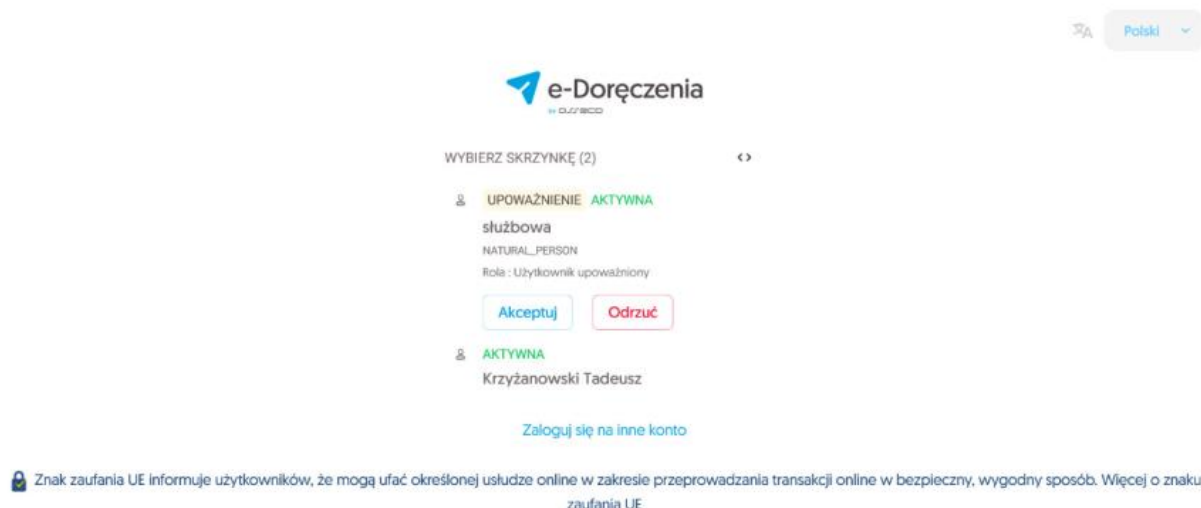 Polski
e-Doręczenia
by asseco
WYBIERZ SKRZYNKĘ (2)
UPOWAŻNIENIE AKTYWNA
służbowa
NATURAL_PERSON
Rola : Użytkownik upoważniony
Akceptuj Odrzuć
AKTYWNA
Krzyżanowski Tadeusz
Zaloguj się na inne konto
Znak zaufania UE informuje użytkowników, że mogą ufać określonej usłudze online w zakresie przeprowadzania transakcji online w bezpieczny, wygodny sposób. Więcej o znaku
zaufania UE